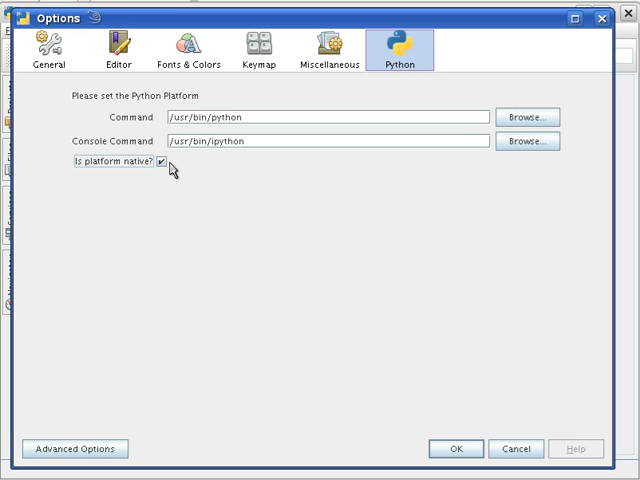 Options
General
Editor
Fonts & Colors
Keymap
Miscellaneous
Python
Please set the Python Platform
Command /usr/bin/python Browse...
Console Command /usr/bin/ipython Browse...
Is platform native?
Advanced Options
OK
Cancel
Help